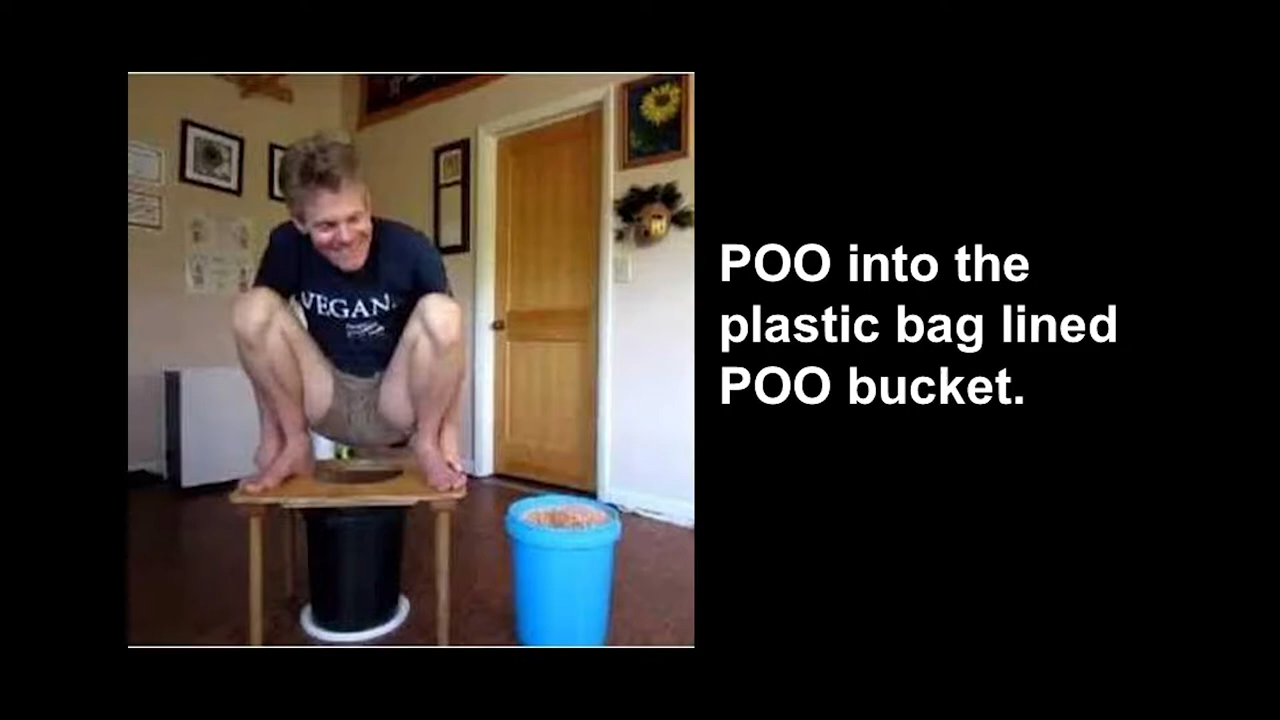 VEGAN.
POO into the
plastic bag lined
POO bucket.